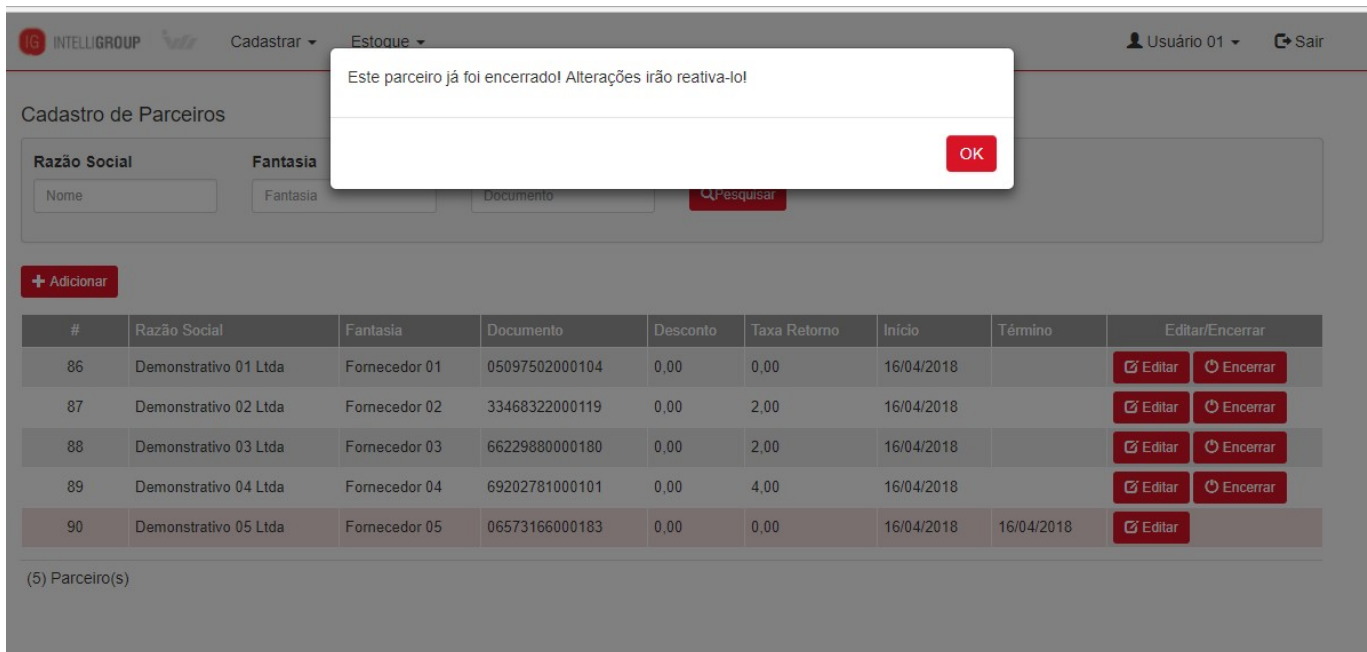 IG INTELLIGROUP Cadastrar Estoque Usuário 01 Sair
Este parceiro já foi encerrado! Alterações irão reativa-lo!
OK
Cadastro de Parceiros
Razão Social Fantasia
Nome Fantasia Documento Pesquisar
Adicionar
# Razão Social Fantasia Documento Desconto Taxa Retorno Início Término Editar/Encerrar
86 Demonstrativo 01 Ltda Fornecedor 01 05097502000104 0,00 0,00 16/04/2018 Editar Encerrar
87 Demonstrativo 02 Ltda Fornecedor 02 33468322000119 0,00 2,00 16/04/2018 Editar Encerrar
88 Demonstrativo 03 Ltda Fornecedor 03 66229880000180 0,00 2,00 16/04/2018 Editar Encerrar
89 Demonstrativo 04 Ltda Fornecedor 04 69202781000101 0,00 4,00 16/04/2018 Editar Encerrar
90 Demonstrativo 05 Ltda Fornecedor 05 06573166000183 0,00 0,00 16/04/2018 16/04/2018 Editar
(5) Parceiro(s)